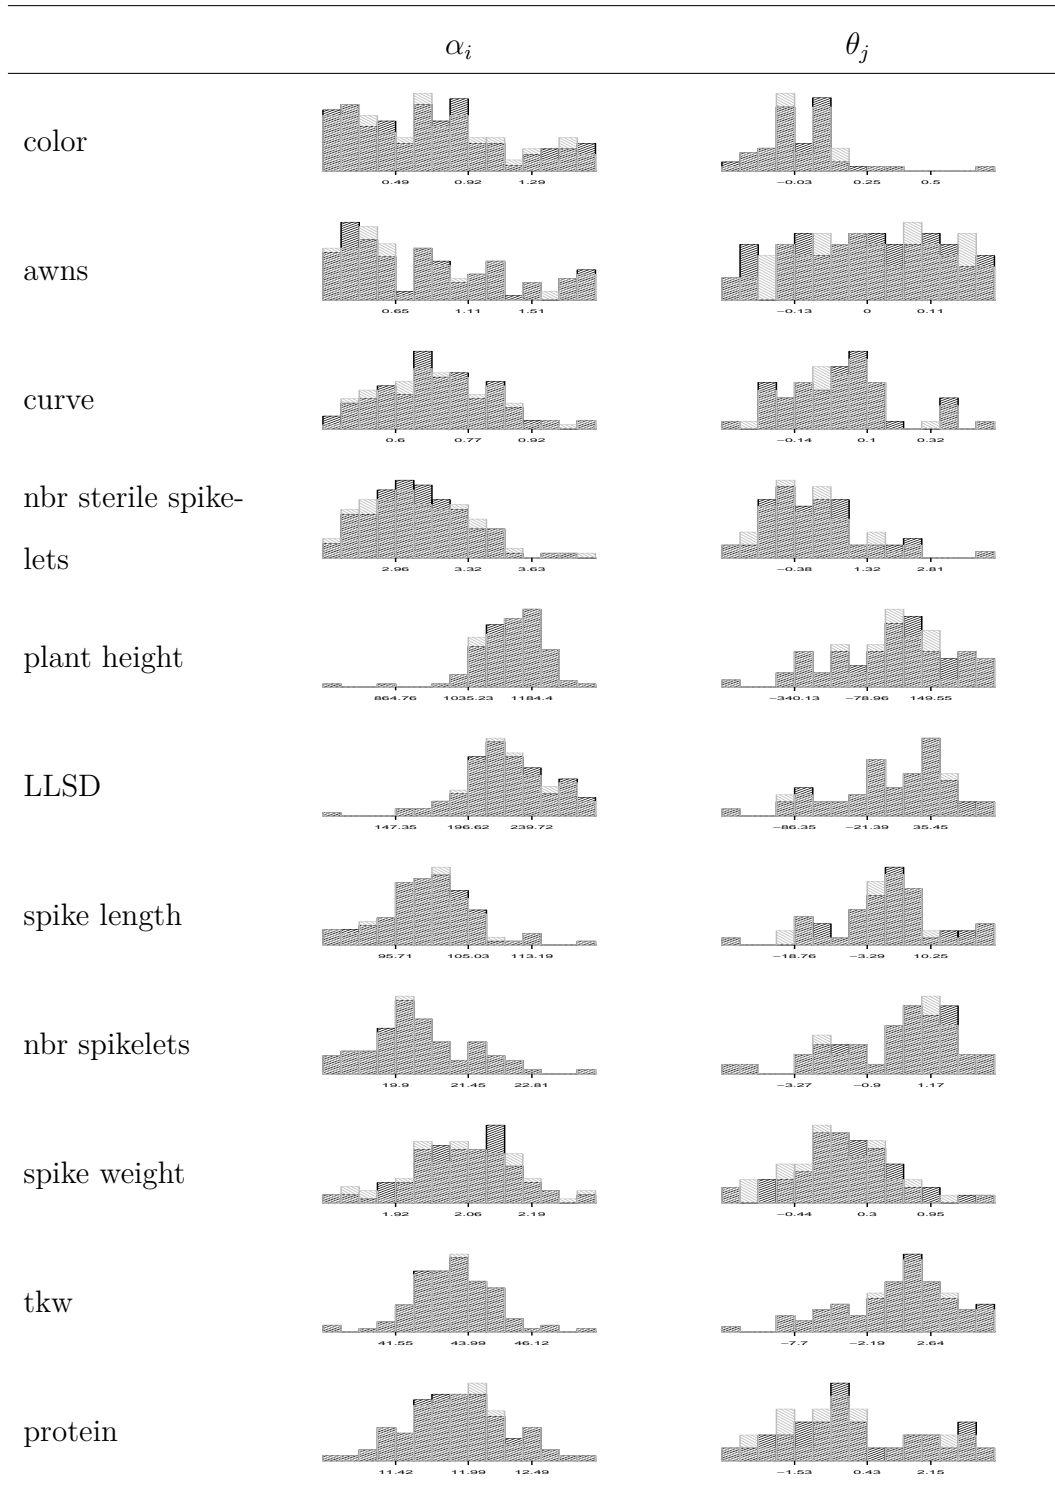 αᵢ θⱼ
color
0.49 0.92 1.29 −0.03 0.25 0.5
awns
0.65 1.11 1.51 −0.13 0 0.11
curve
0.6 0.77 0.92 −0.14 0.1 0.32
nbr sterile spike-
lets
2.96 3.32 3.63 −0.38 1.32 2.81
plant height
864.76 1035.23 1184.4 −340.13 −78.96 149.55
LLSD
147.35 196.62 239.72 −86.35 −21.39 35.45
spike length
95.71 105.03 113.19 −18.76 −3.29 10.25
nbr spikelets
19.9 21.45 22.81 −3.27 −0.9 1.17
spike weight
1.92 2.06 2.19 −0.44 0.3 0.95
tkw
41.55 43.99 46.12 −7.7 −2.19 2.64
protein
11.42 11.99 12.49 −1.53 0.43 2.15